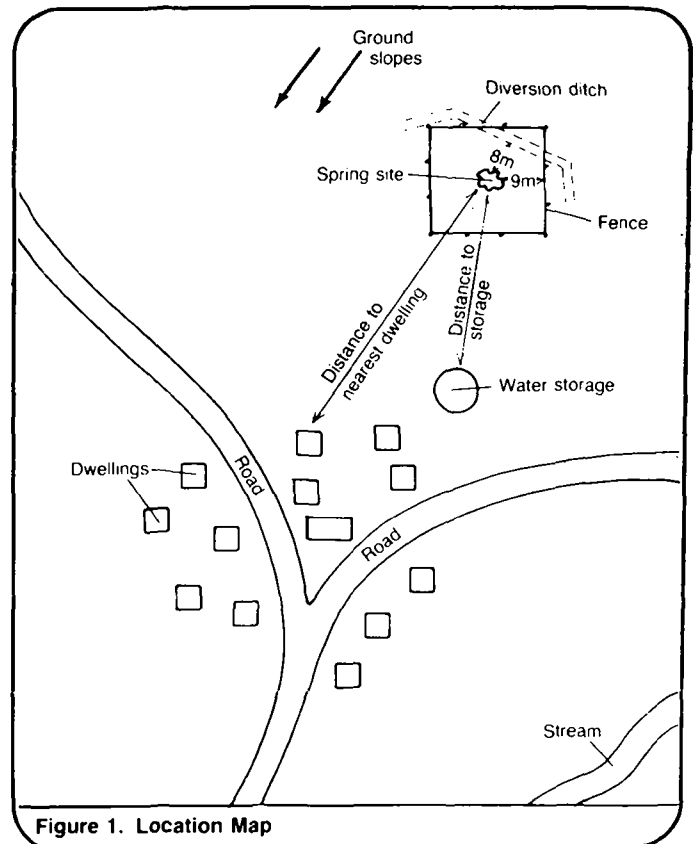 Ground
slopes
Diversion ditch
8m
Spring site
9m
Fence
Distance to
nearest dwelling
Distance to
storage
Water storage
Dwellings
Road
Road
Stream
Figure 1. Location Map